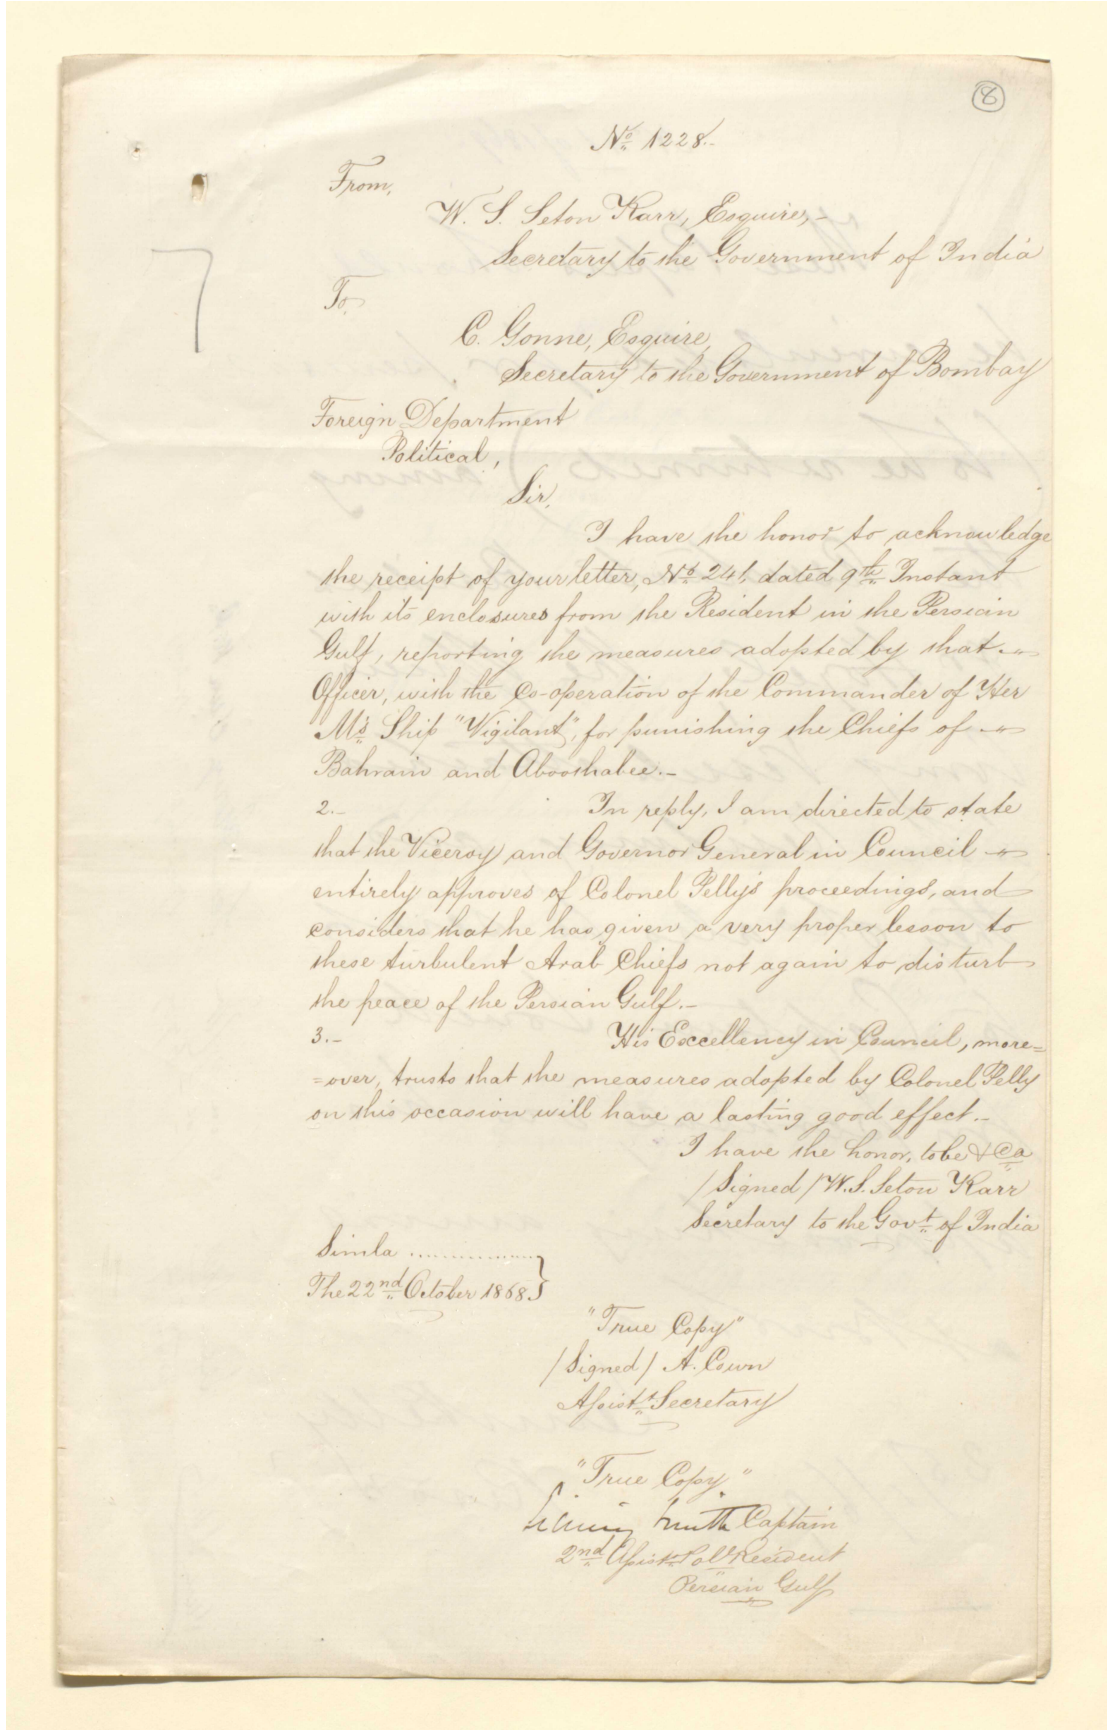 8
No. 1228.-
From,
W. S. Seton Karr, Esquire,-
Secretary to the Government of India
To,
C. Gonne, Esquire,
Secretary to the Government of Bombay
7
Foreign Department
Political,
Sir,
I have the honor to acknowledge
the receipt of your letter, No. 241, dated 9th Instant
with its enclosures from the Resident in the Persian
Gulf, reporting the measures adopted by that
Officer, with the Co-operation of the Commander of Her
M's Ship "Vigilant", for punishing the Chiefs of
Bahrain and Abooshabee.-
2.- In reply, I am directed to state
that the Viceroy and Governor General in Council
entirely approves of Colonel Pelly's proceedings, and
considers that he has given a very proper lesson to
these turbulent Arab Chiefs not again to disturb
the peace of the Persian Gulf.-
3.- His Excellency in Council, more=
=over, trusts that the measures adopted by Colonel Pelly
on this occasion will have a lasting good effect.-
I have the honor, to be &ca
/Signed/ W. S. Seton Karr
Secretary to the Govt. of India
Simla ................}
The 22nd October 1868}
"True Copy"
/Signed/ A.
Assistt. Secretary
"True Copy"
Smith Captain
2nd Assist. Poll. Resident
Persian Gulf